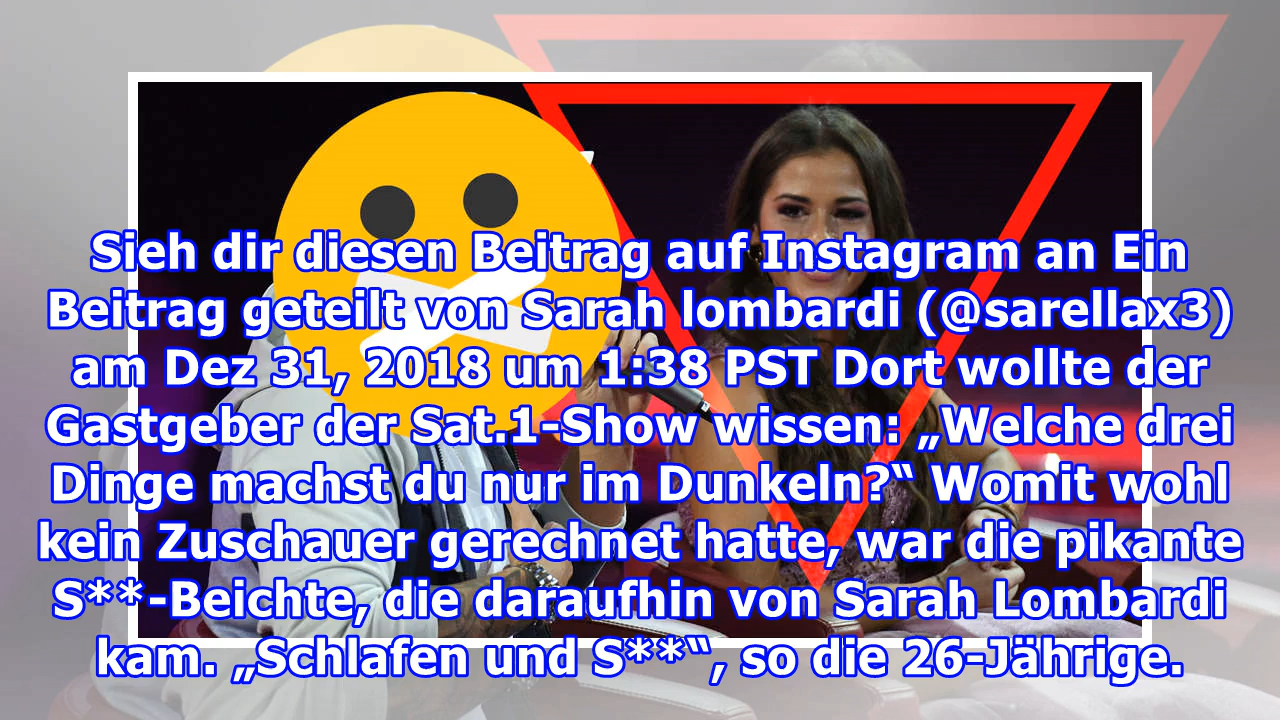 Sieh dir diesen Beitrag auf Instagram an Ein
Beitrag geteilt von Sarah lombardi (@sarellax3)
am Dez 31, 2018 um 1:38 PST Dort wollte der
Gastgeber der Sat.1-Show wissen: „Welche drei
Dinge machst du nur im Dunkeln?“ Womit wohl
kein Zuschauer gerechnet hatte, war die pikante
S**-Beichte, die daraufhin von Sarah Lombardi
kam. „Schlafen und S**“, so die 26-Jährige.